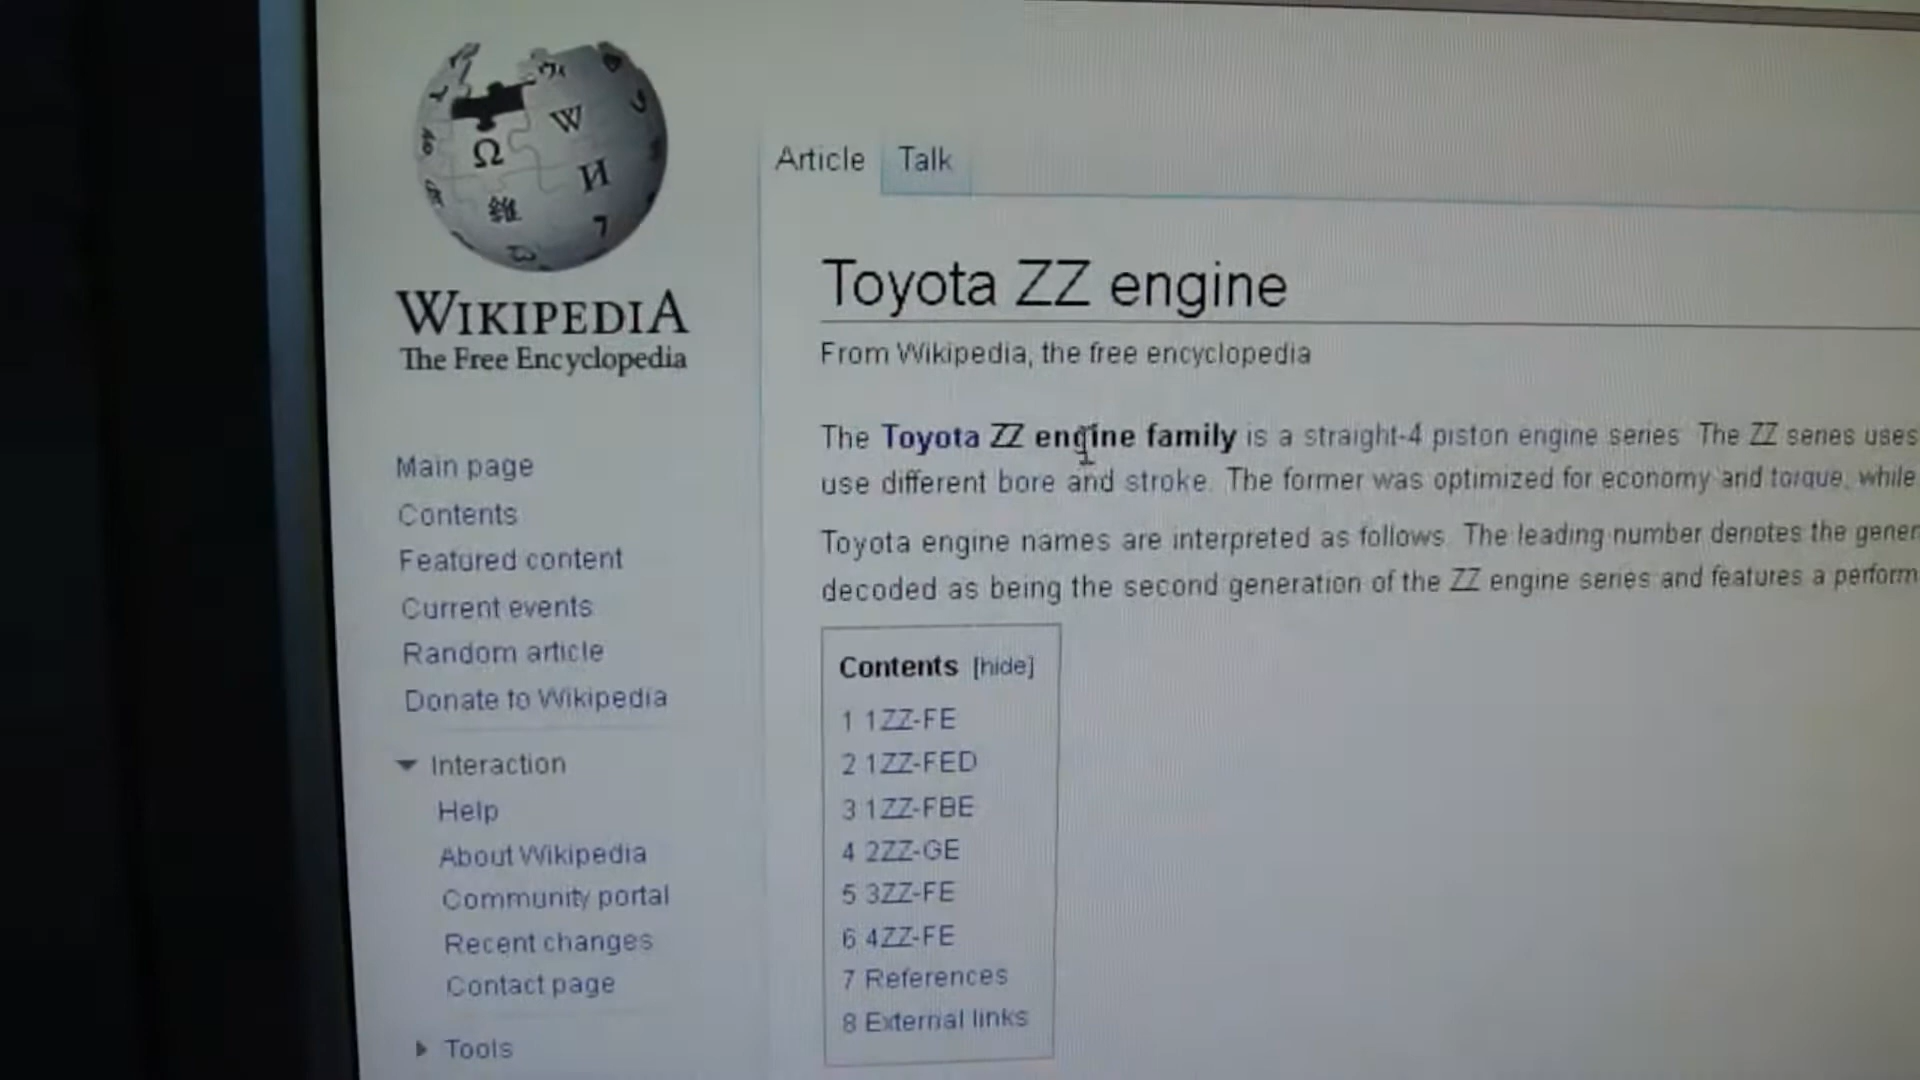 WIKIPEDIA
The Free Encyclopedia
Main page
Contents
Featured content
Current events
Random article
Donate to Wikipedia
Interaction
Help
About Wikipedia
Community portal
Recent changes
Contact page
Tools
Article Talk
Toyota ZZ engine
From Wikipedia, the free encyclopedia
The Toyota ZZ engine family is a straight-4 piston engine series. The ZZ series uses
use different bore and stroke. The former was optimized for economy and torque, while
Toyota engine names are interpreted as follows. The leading number denotes the gener
decoded as being the second generation of the ZZ engine series and features a perform
Contents [hide]
1 1ZZ-FE
2 1ZZ-FED
3 1ZZ-FBE
4 2ZZ-GE
5 3ZZ-FE
6 4ZZ-FE
7 References
8 External links